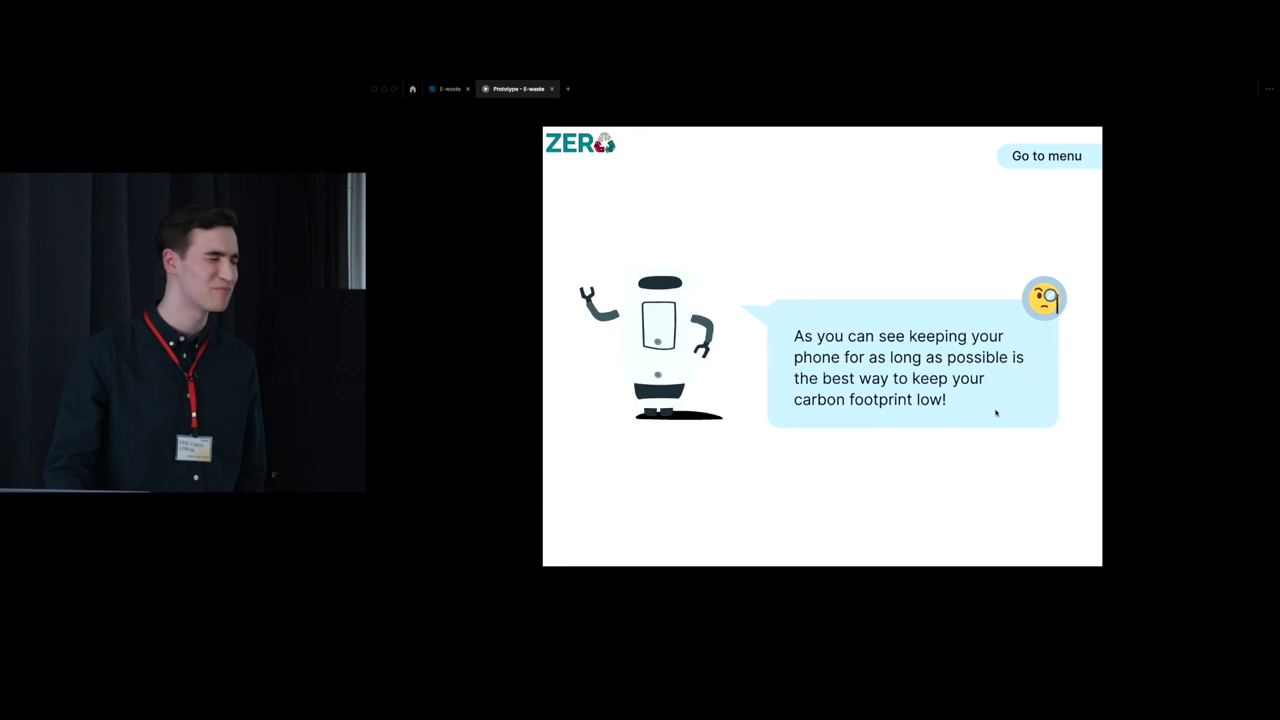 E-waste
Prototype - E-waste
ZERO
Go to menu
As you can see keeping your
phone for as long as possible is
the best way to keep your
carbon footprint low!